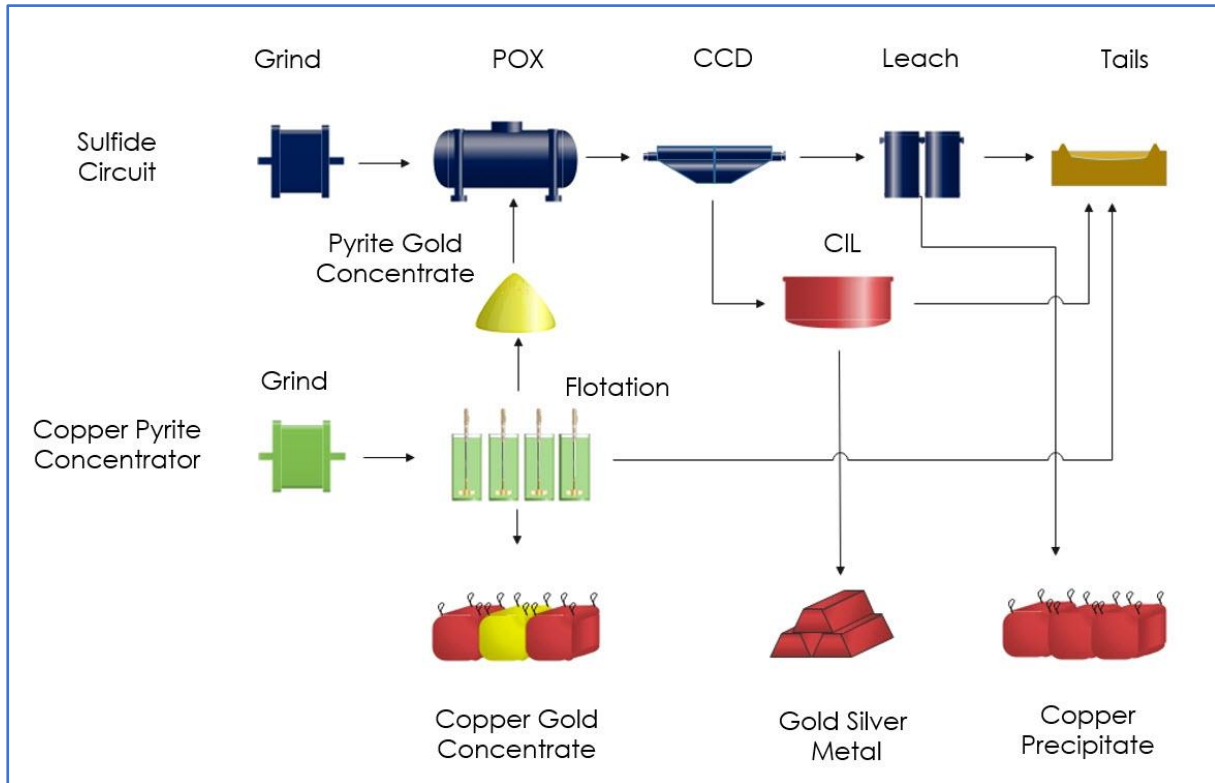 Grind POX CCD Leach Tails
Sulfide
Circuit
Pyrite Gold
Concentrate
CIL
Grind
Flotation
Copper Pyrite
Concentrator
Copper Gold
Concentrate
Gold Silver
Metal
Copper
Precipitate